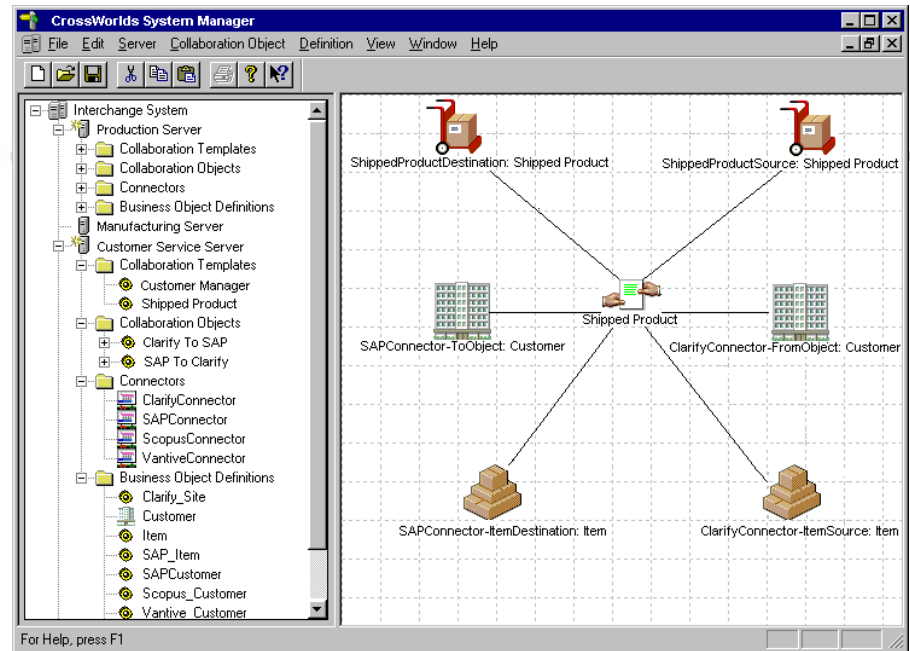 CrossWorlds System Manager
File Edit Server Collaboration Object Definition View Window Help
Interchange System
Production Server
Collaboration Templates
Collaboration Objects
Connectors
Business Object Definitions
Manufacturing Server
Customer Service Server
Collaboration Templates
Customer Manager
Shipped Product
Collaboration Objects
Clarify To SAP
SAP To Clarify
Connectors
ClarifyConnector
SAPConnector
ScopusConnector
VantiveConnector
Business Object Definitions
Clarify_Site
Customer
Item
SAP_Item
SAPCustomer
Scopus_Customer
Vantive_Customer
ShippedProductDestination: Shipped Product
ShippedProductSource: Shipped Product
Shipped Product
SAPConnector-ToObject: Customer
ClarifyConnector-FromObject: Customer
SAPConnector-ItemDestination: Item
ClarifyConnector-ItemSource: Item
For Help, press F1